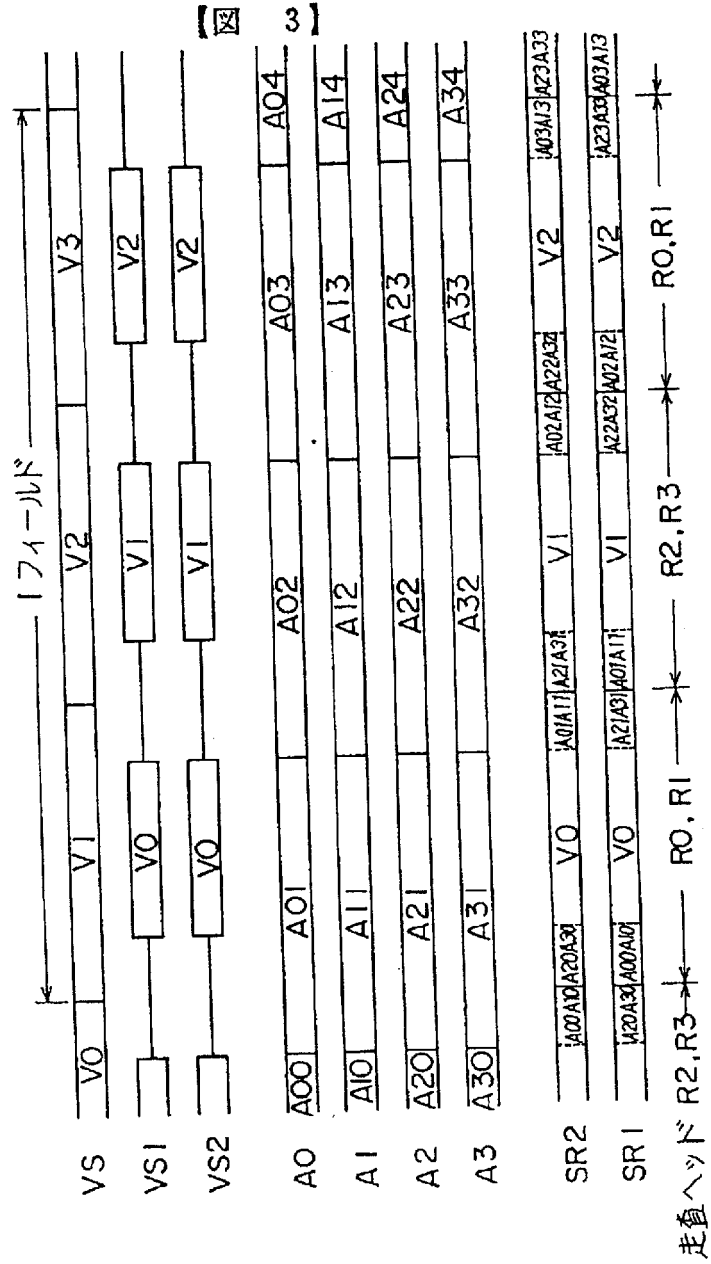 【図 3】
1フィールド
VS V0 V1 V2 V3
VS1 V0 V1 V2
VS2 V0 V1 V2
A0 A00 A01 A02 A03 A04
A1 A10 A11 A12 A13 A14
A2 A20 A21 A22 A23 A24
A3 A30 A31 A32 A33 A34
SR2 A00A10 A20A30 V0 A01A11 A21A31 V1 A02A12 A22A32 V2 A03A13 A23A33
SR1 A20A30 A00A10 V0 A21A31 A01A11 V1 A22A32 A02A12 V2 A23A33 A03A13
走査ヘッド R2,R3 R0,R1 R2,R3 R0,R1